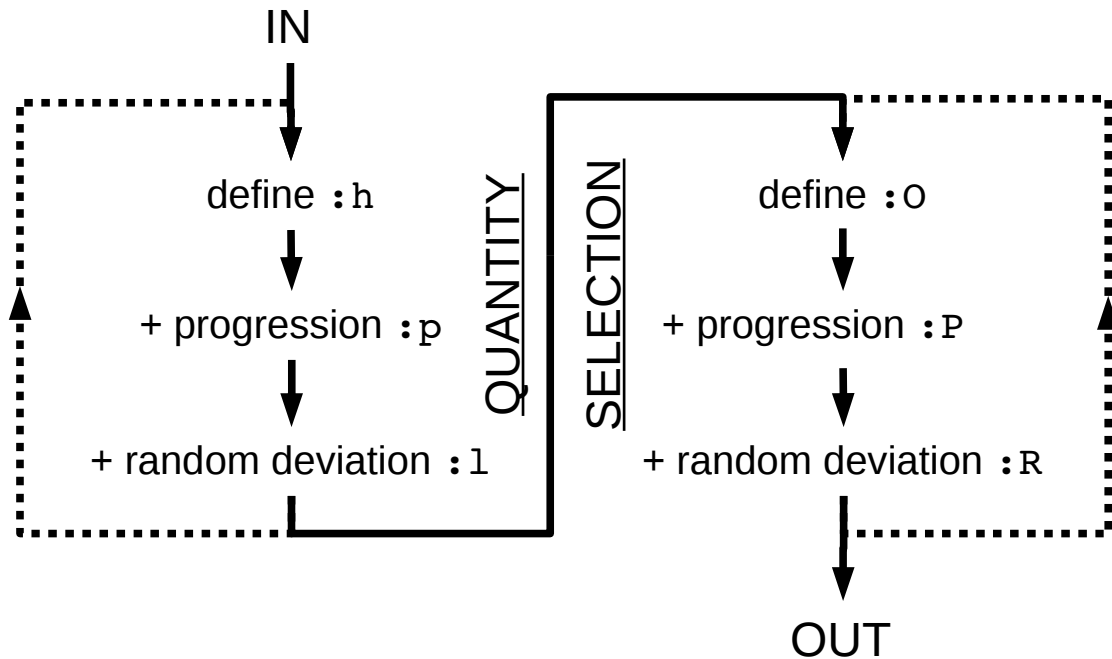 IN
define :h
+ progression :p
+ random deviation :l
QUANTITY
SELECTION
define :O
+ progression :P
+ random deviation :R
OUT